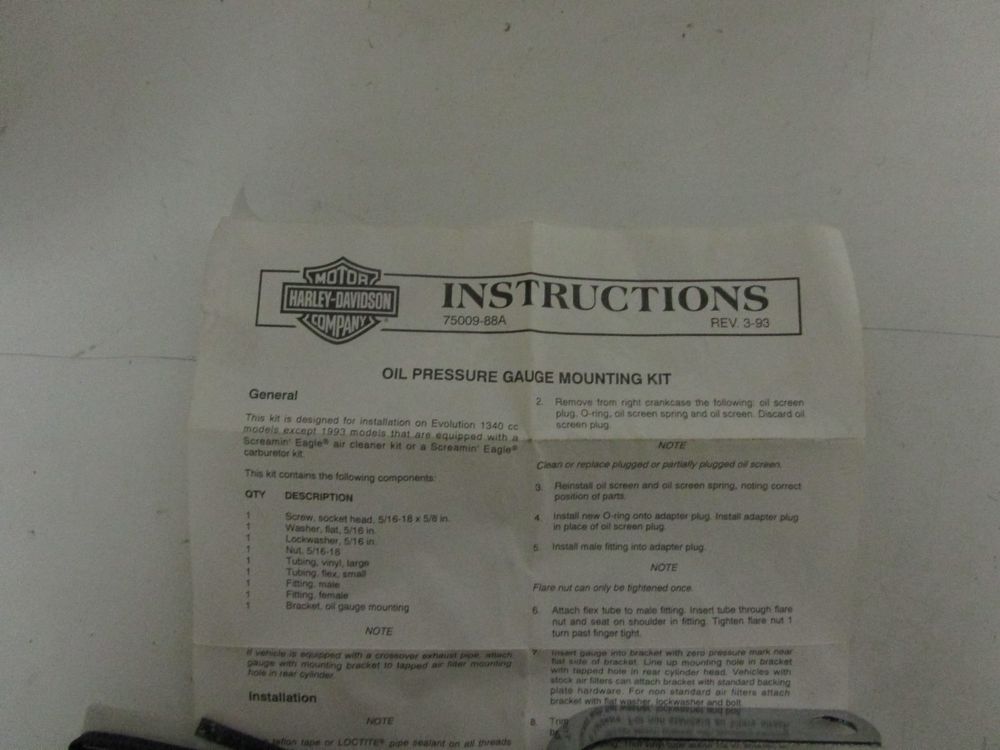 MOTOR
HARLEY-DAVIDSON
COMPANY
INSTRUCTIONS
75009-88A
REV. 3-93
OIL PRESSURE GAUGE MOUNTING KIT
General
This kit is designed for installation on Evolution 1340 cc
models except 1993 models that are equipped with a
Screamin' Eagle® air cleaner kit or a Screamin' Eagle®
carburetor kit.
This kit contains the following components:
QTY DESCRIPTION
1 Screw, socket head, 5/16-18 x 5/8 in.
1 Washer, flat, 5/16 in.
1 Lockwasher, 5/16 in.
1 Nut, 5/16-18
1 Tubing, vinyl, large
1 Tubing, flex, small
1 Fitting, male
1 Fitting, female
1 Bracket, oil gauge mounting
NOTE
If vehicle is equipped with a crossover exhaust pipe, attach
gauge with mounting bracket to tapped air filter mounting
hole in rear cylinder.
Installation
NOTE
teflon tape or LOCTITE® pipe sealant on all threads
2. Remove from right crankcase the following: oil screen
plug, O-ring, oil screen spring and oil screen. Discard oil
screen plug.
NOTE
Clean or replace plugged or partially plugged oil screen.
3. Reinstall oil screen and oil screen spring, noting correct
position of parts.
4. Install new O-ring onto adapter plug. Install adapter plug
in place of oil screen plug.
5. Install male fitting into adapter plug.
NOTE
Flare nut can only be tightened once.
6. Attach flex tube to male fitting. Insert tube through flare
nut and seat on shoulder in fitting. Tighten flare nut 1
turn past finger tight.
7. Insert gauge into bracket with zero pressure mark near
flat side of bracket. Line up mounting hole in bracket
with tapped hole in rear cylinder head. Vehicles with
stock air filters can attach bracket with standard backing
plate hardware. For non standard air filters attach
bracket with flat washer, lockwasher and bolt.
8. Trim